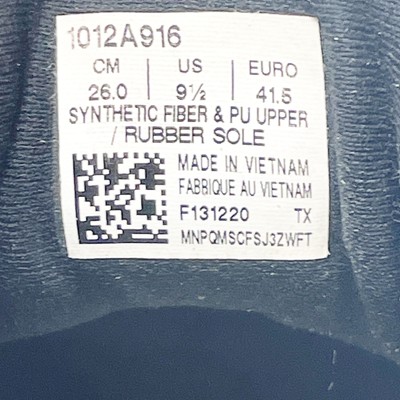 1012A916
CM | US | EURO
26.0 | 9½ | 41.5
SYNTHETIC FIBER & PU UPPER
/ RUBBER SOLE
MADE IN VIETNAM
FABRIQUE AU VIETNAM
F131220 TX
MNPQMSCFSJ3ZWFT